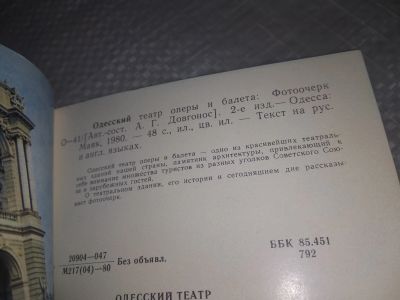 Одесский театр оперы и балета: Фотоочерк
О—41/[Авт.-сост. А. Г. Довгонос]. 2-е изд.— Одесса:
Маяк, 1980. — 48 с., ил., цв. ил. — Текст на рус.
и англ. языках.
Одесский театр оперы и балета — одно из красивейших театраль-
ных зданий нашей страны, памятник архитектуры, привлекающий к
себе внимание множества туристов из разных уголков Советского Сою-
за и зарубежных гостей.
О театральном здании, его истории и сегодняшнем дне рассказы-
вает фотоочерк.
20904—047
М217(04)—80
Без объявл.
ББК 85.451
792
ОДЕССКИЙ ТЕАТР